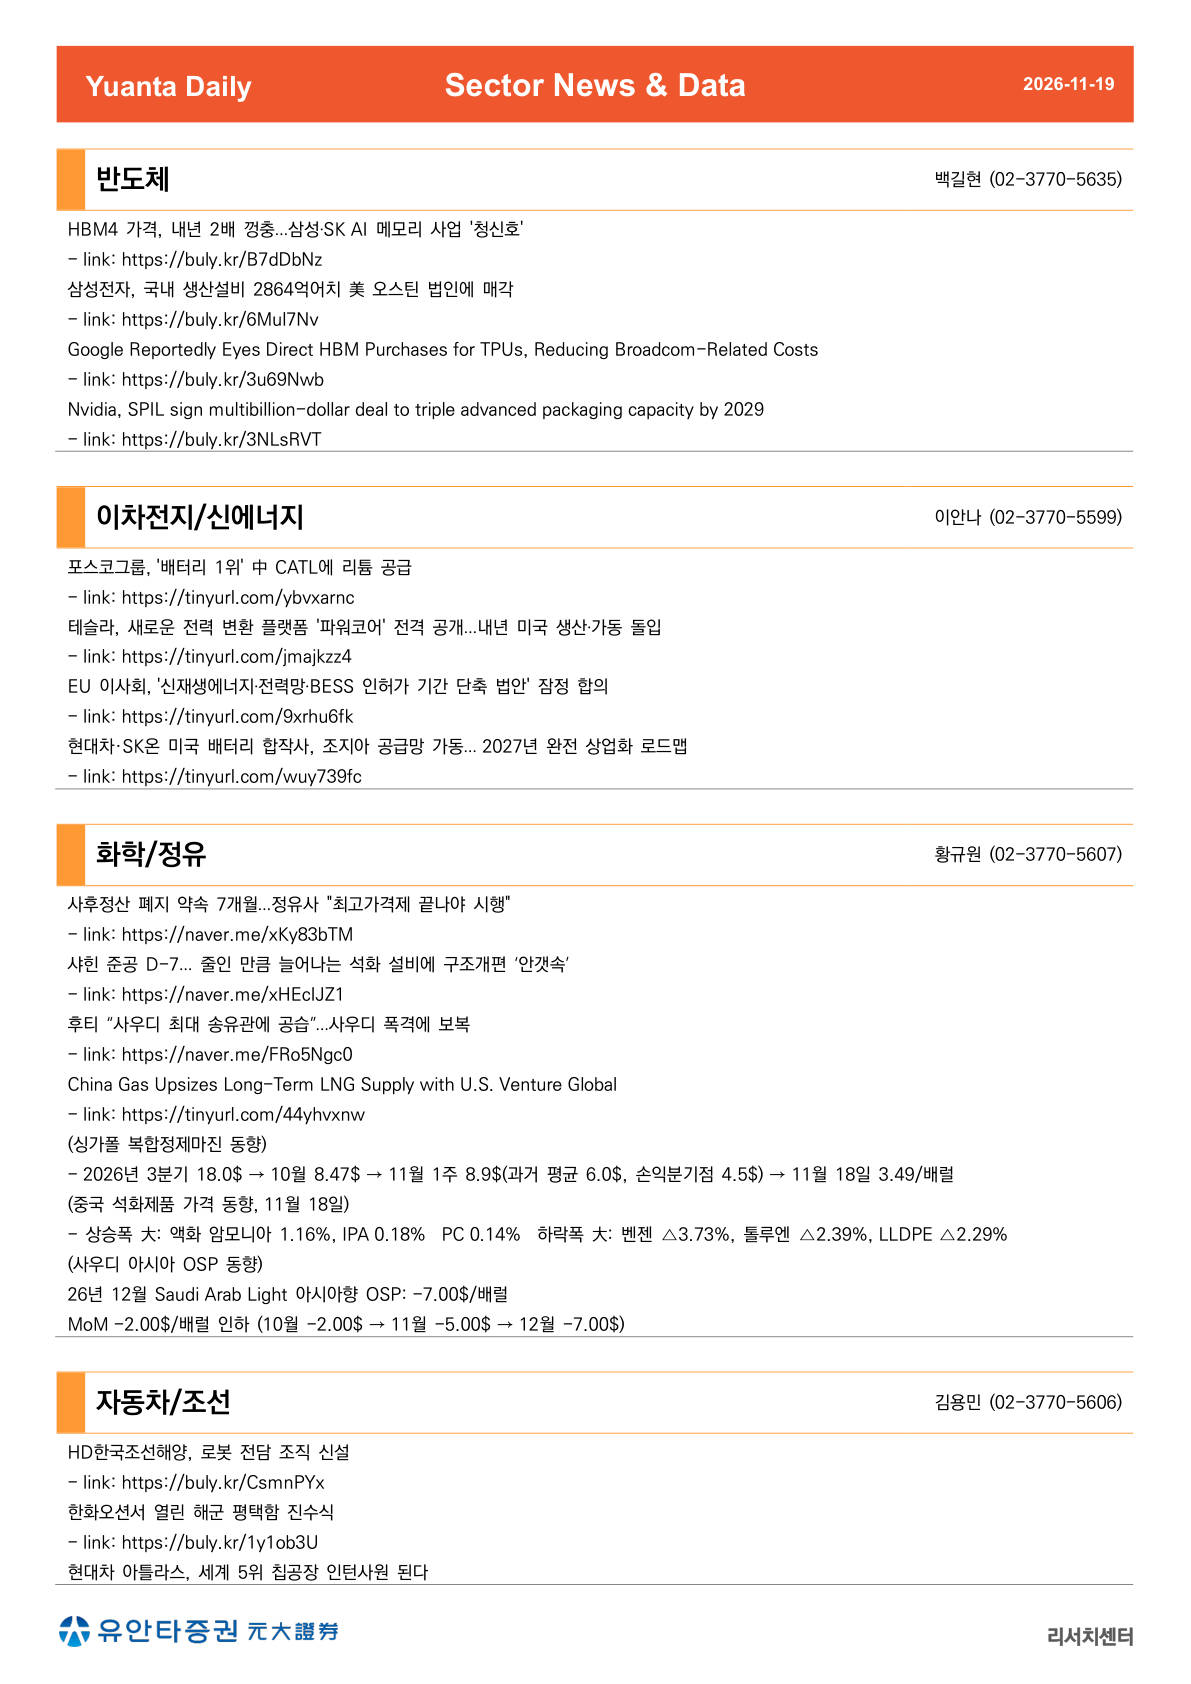 Yuanta Daily
Sector News & Data
2026-11-19
반도체
백길현 (02-3770-5635)
HBM4 가격, 내년 2배 껑충...삼성·SK AI 메모리 사업 '청신호'
- link: https://buly.kr/B7dDbNz
삼성전자, 국내 생산설비 2864억어치 美 오스틴 법인에 매각
- link: https://buly.kr/6Mul7Nv
Google Reportedly Eyes Direct HBM Purchases for TPUs, Reducing Broadcom-Related Costs
- link: https://buly.kr/3u69Nwb
Nvidia, SPIL sign multibillion-dollar deal to triple advanced packaging capacity by 2029
- link: https://buly.kr/3NLsRVT
이차전지/신에너지
이안나 (02-3770-5599)
포스코그룹, '배터리 1위' 中 CATL에 리튬 공급
- link: https://tinyurl.com/ybvxarnc
테슬라, 새로운 전력 변환 플랫폼 '파워코어' 전격 공개...내년 미국 생산·가동 돌입
- link: https://tinyurl.com/jmajkzz4
EU 이사회, '신재생에너지·전력망·BESS 인허가 기간 단축 법안' 잠정 합의
- link: https://tinyurl.com/9xrhu6fk
현대차·SK온 미국 배터리 합작사, 조지아 공급망 가동... 2027년 완전 상업화 로드맵
- link: https://tinyurl.com/wuy739fc
화학/정유
황규원 (02-3770-5607)
사후정산 폐지 약속 7개월...정유사 "최고가격제 끝나야 시행"
- link: https://naver.me/xKy83bTM
샤힌 준공 D-7... 줄인 만큼 늘어나는 석화 설비에 구조개편 ‘안갯속’
- link: https://naver.me/xHEcIJZ1
후티 “사우디 최대 송유관에 공습”...사우디 폭격에 보복
- link: https://naver.me/FRo5Ngc0
China Gas Upsizes Long-Term LNG Supply with U.S. Venture Global
- link: https://tinyurl.com/44yhvxnw
(싱가폴 복합정제마진 동향)
- 2026년 3분기 18.0$ → 10월 8.47$ → 11월 1주 8.9$(과거 평균 6.0$, 손익분기점 4.5$) → 11월 18일 3.49/배럴
(중국 석화제품 가격 동향, 11월 18일)
- 상승폭 大: 액화 암모니아 1.16%, IPA 0.18% PC 0.14% 하락폭 大: 벤젠 △3.73%, 톨루엔 △2.39%, LLDPE △2.29%
(사우디 아시아 OSP 동향)
26년 12월 Saudi Arab Light 아시아향 OSP: -7.00$/배럴
MoM -2.00$/배럴 인하 (10월 -2.00$ → 11월 -5.00$ → 12월 -7.00$)
자동차/조선
김용민 (02-3770-5606)
HD한국조선해양, 로봇 전담 조직 신설
- link: https://buly.kr/CsmnPYx
한화오션서 열린 해군 평택함 진수식
- link: https://buly.kr/1y1ob3U
현대차 아틀라스, 세계 5위 칩공장 인턴사원 된다
유안타증권 元大證券
리서치센터